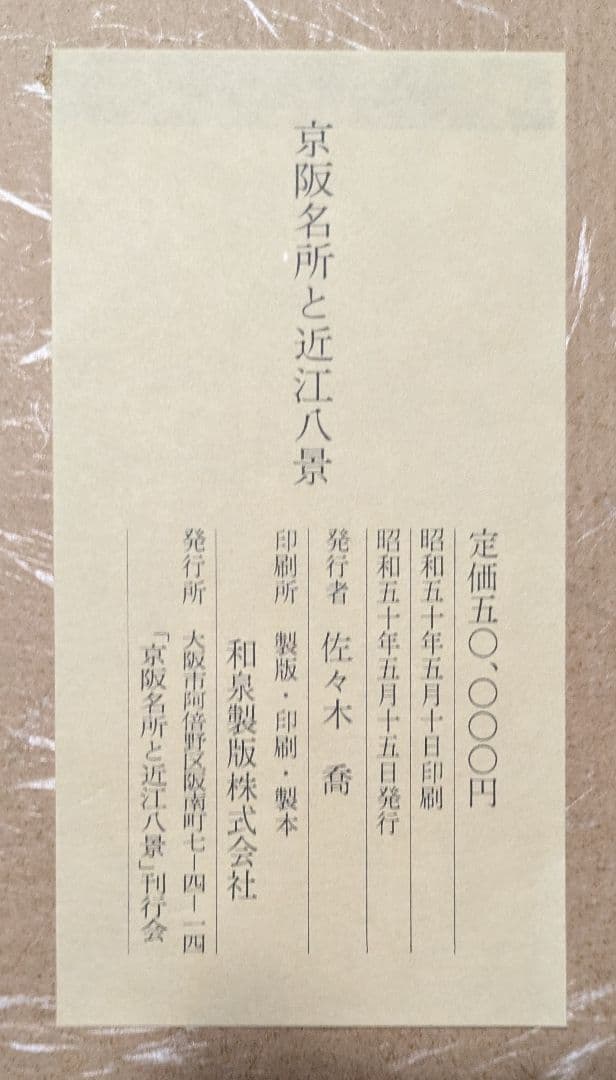 京阪名所と近江八景
定価五〇、〇〇〇円
昭和五十年五月十日印刷
昭和五十年五月十五日発行
発行者 佐々木 喬
印刷所 製版・印刷・製本
和泉製版株式会社
発行所 大阪市阿倍野区阪南町七ー四ー一四
「京阪名所と近江八景」刊行会